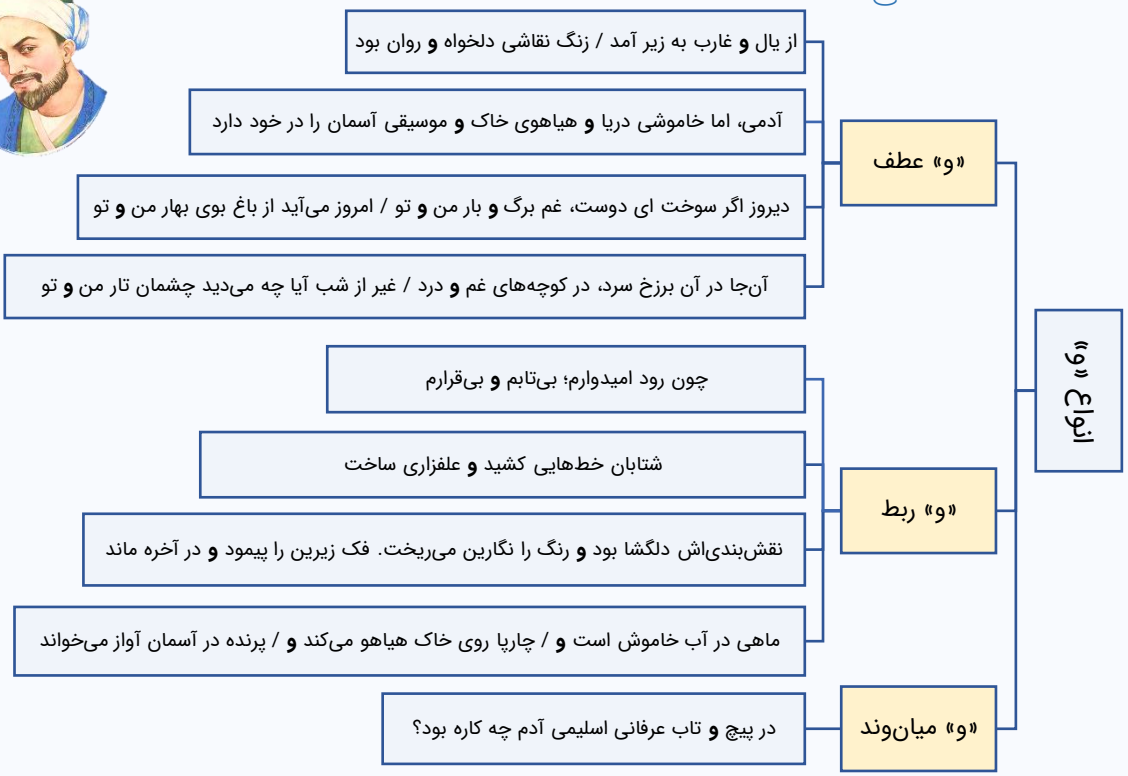 انواع «و»
«و» عطف
از یال و غارب به زیر آمد / زنگ نقاشی دلخواه و روان بود
آدمی، اما خاموشی دریا و هیاهوی خاک و موسیقی آسمان را در خود دارد
دیروز اگر سوخت ای دوست، غم برگ و بار من و تو / امروز می‌آید از باغ بوی بهار من و تو
آن‌جا در آن برزخ سرد، در کوچه‌های غم و درد / غیر از شب آیا چه می‌دید چشمان تار من و تو
«و» ربط
چون رود امیدوارم؛ بی‌تابم و بی‌قرارم
شتابان خط‌هایی کشید و علفزاری ساخت
نقش‌بندی‌اش دلگشا بود و رنگ را نگارین می‌ریخت. فک زیرین را پیمود و در آخره ماند
ماهی در آب خاموش است و / چارپا روی خاک هیاهو می‌کند و / پرنده در آسمان آواز می‌خواند
«و» میان‌وند
در پیچ و تاب عرفانی اسلیمی آدم چه کاره بود؟